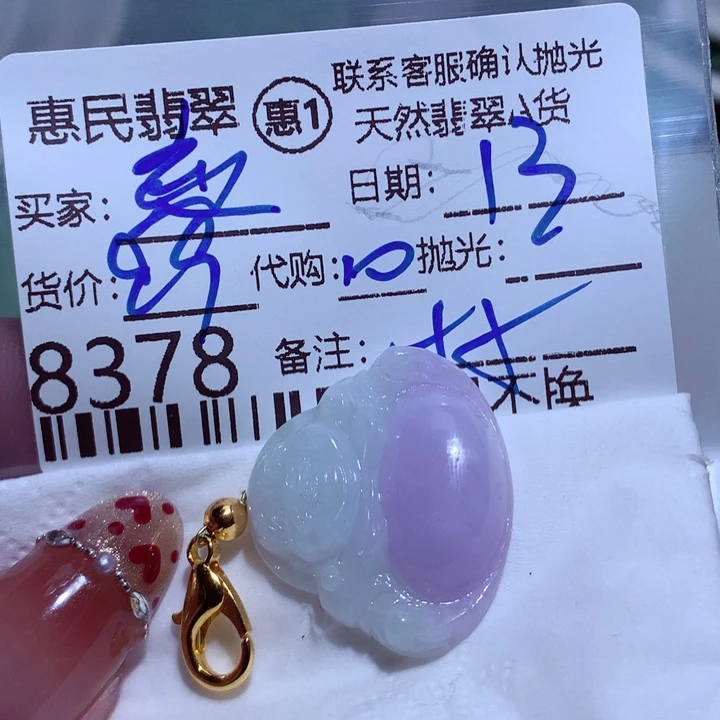 惠民翡翠 惠1 联系客服确认抛光
天然翡翠A货
买家: 日期: 13
货价: 代购: 10 抛光:
8378 备注: